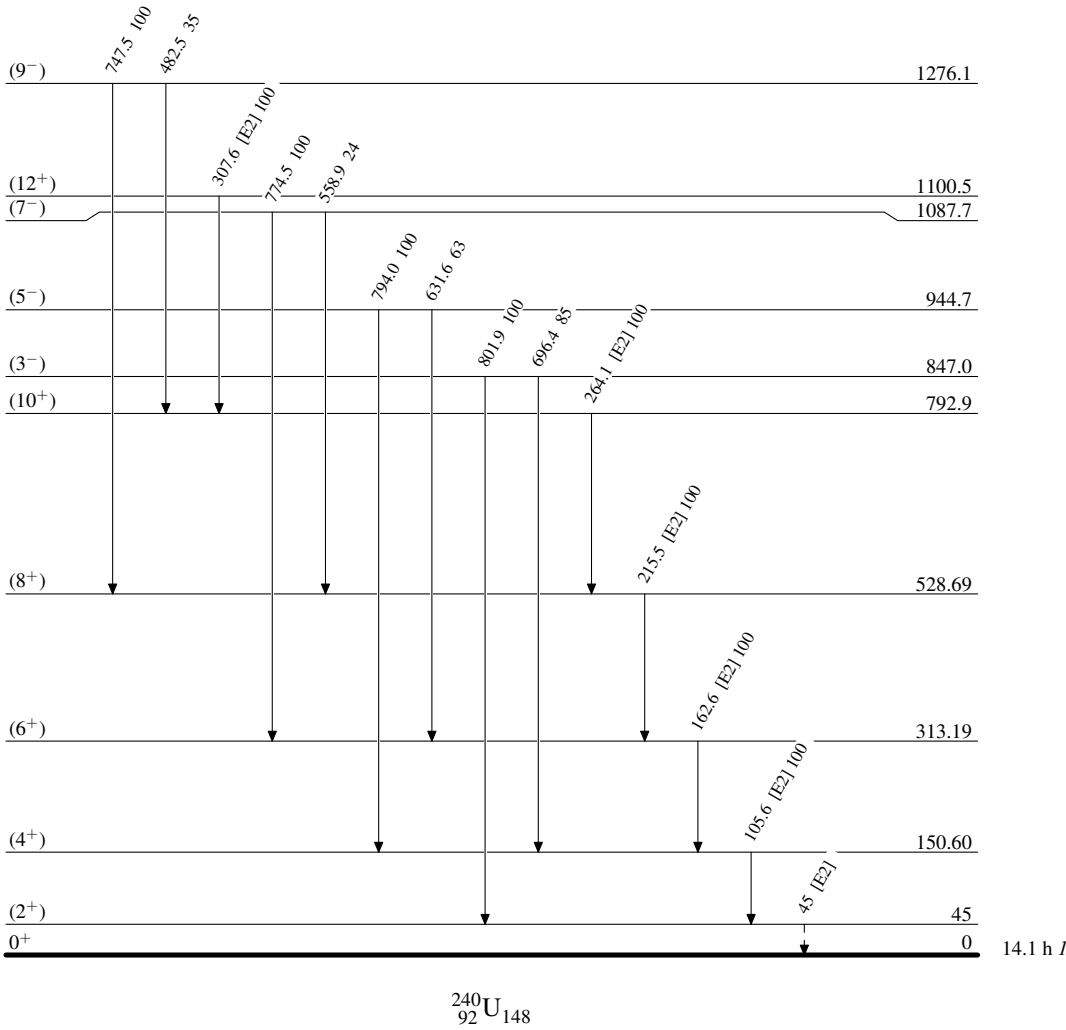 747.5 100
482.5 35
(9⁻) 1276.1
307.6 [E2] 100
774.5 100
558.9 24
(12⁺) 1100.5
(7⁻) 1087.7
794.0 100
631.6 63
(5⁻) 944.7
801.9 100
696.4 85
264.1 [E2] 100
(3⁻) 847.0
(10⁺) 792.9
215.5 [E2] 100
(8⁺) 528.69
162.6 [E2] 100
(6⁺) 313.19
105.6 [E2] 100
(4⁺) 150.60
45 [E2]
(2⁺) 45
0⁺ 0 14.1 h 1
²⁴⁰₉₂U₁₄₈